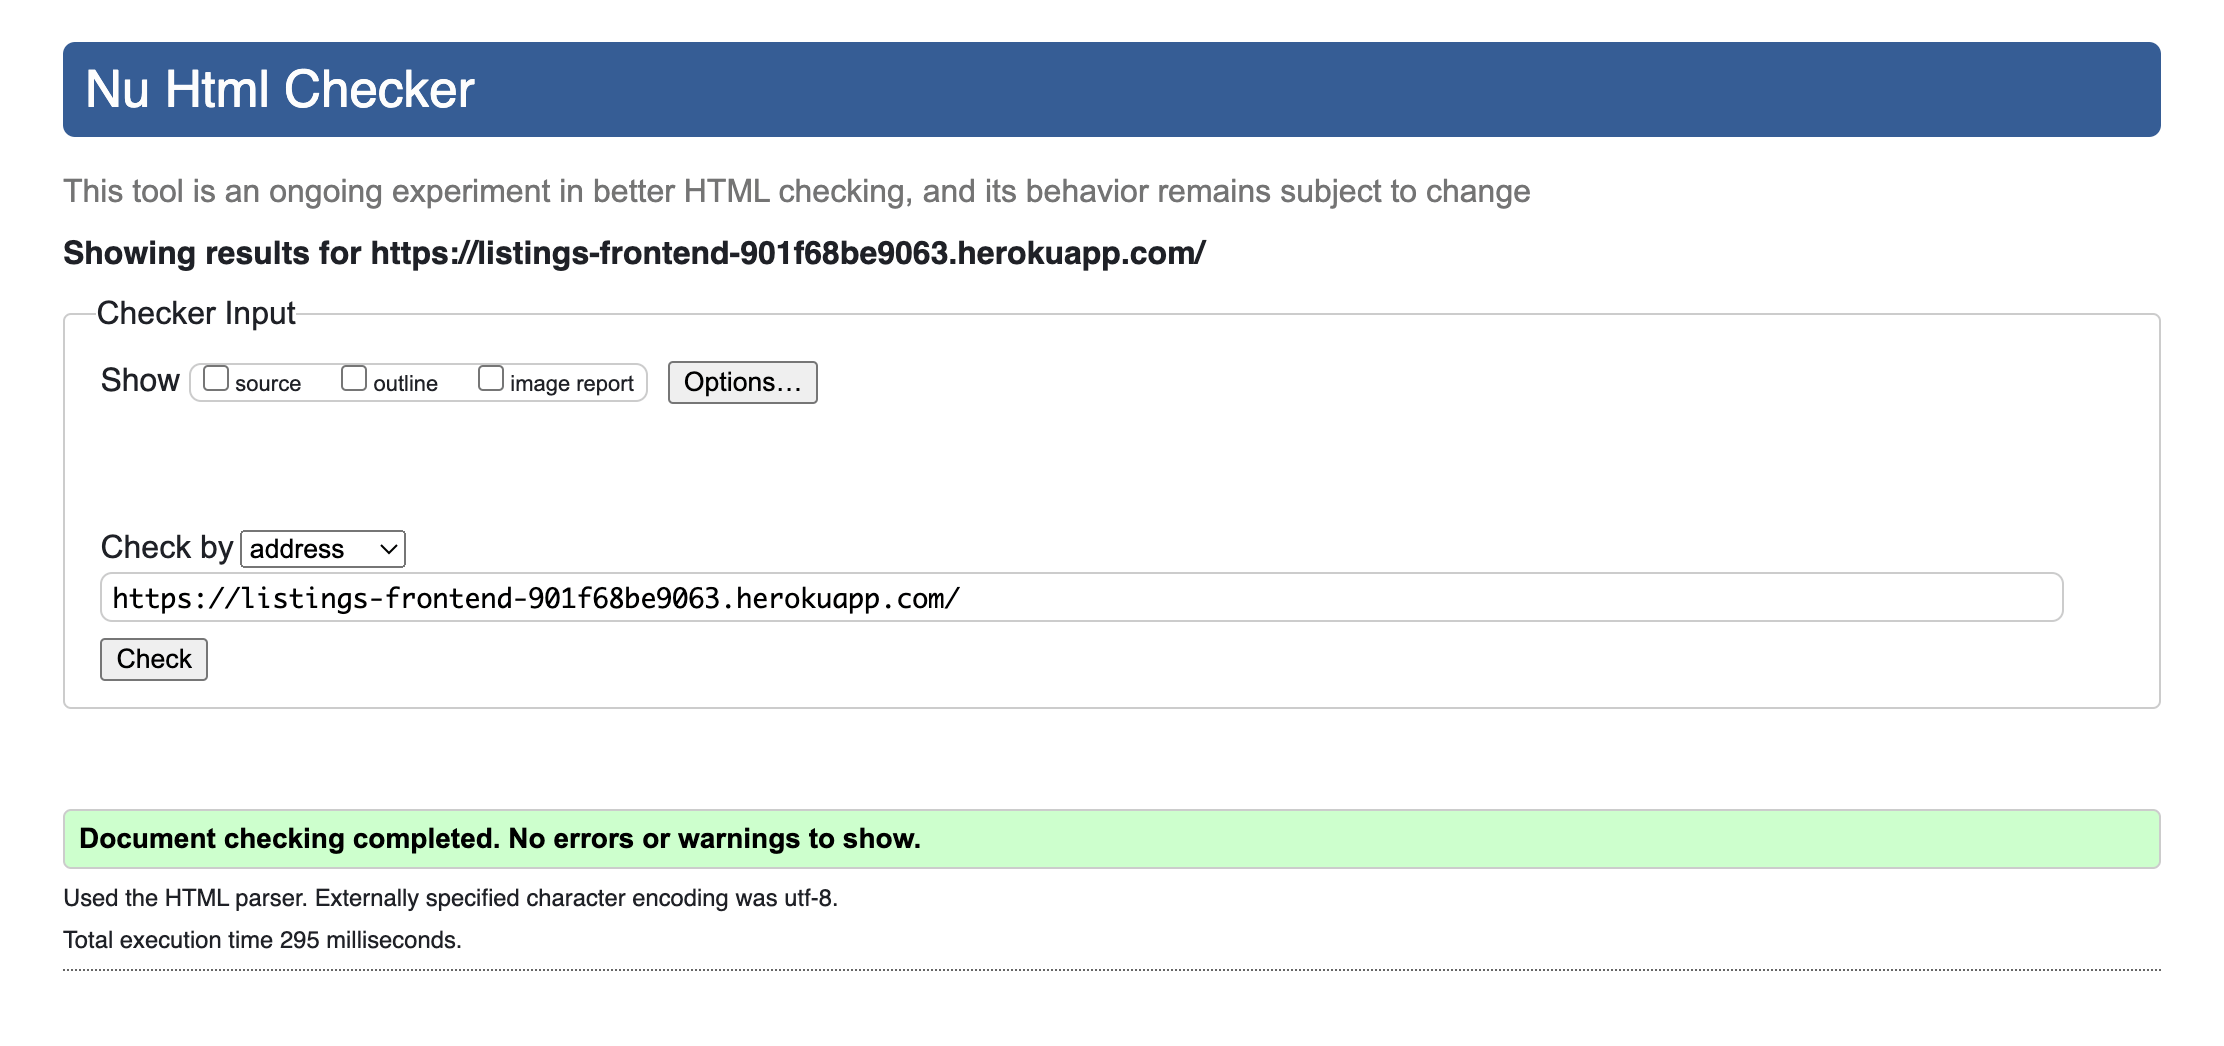 Nu Html Checker
This tool is an ongoing experiment in better HTML checking, and its behavior remains subject to change
Showing results for https://listings-frontend-901f68be9063.herokuapp.com/
Checker Input
Show source outline image report Options…
Check by address
https://listings-frontend-901f68be9063.herokuapp.com/
Check
Document checking completed. No errors or warnings to show.
Used the HTML parser. Externally specified character encoding was utf-8.
Total execution time 295 milliseconds.